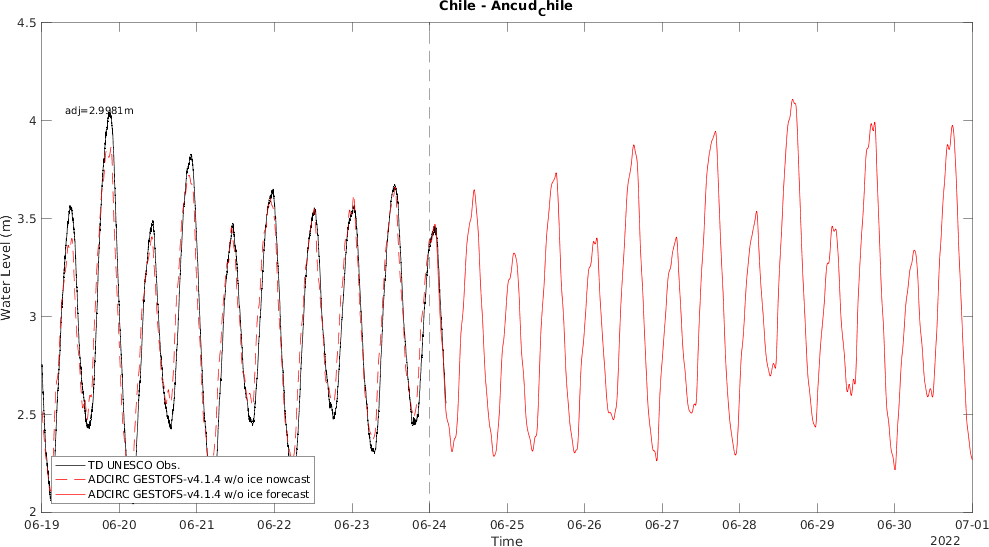 Chile - Ancud_Chile
4.5
4
3.5
3
2.5
2
Water Level (m)
adj=2.9981m
TD UNESCO Obs.
ADCIRC GESTOFS-v4.1.4 w/o ice nowcast
ADCIRC GESTOFS-v4.1.4 w/o ice forecast
06-19 06-20 06-21 06-22 06-23 06-24 06-25 06-26 06-27 06-28 06-29 06-30 07-01
Time
2022